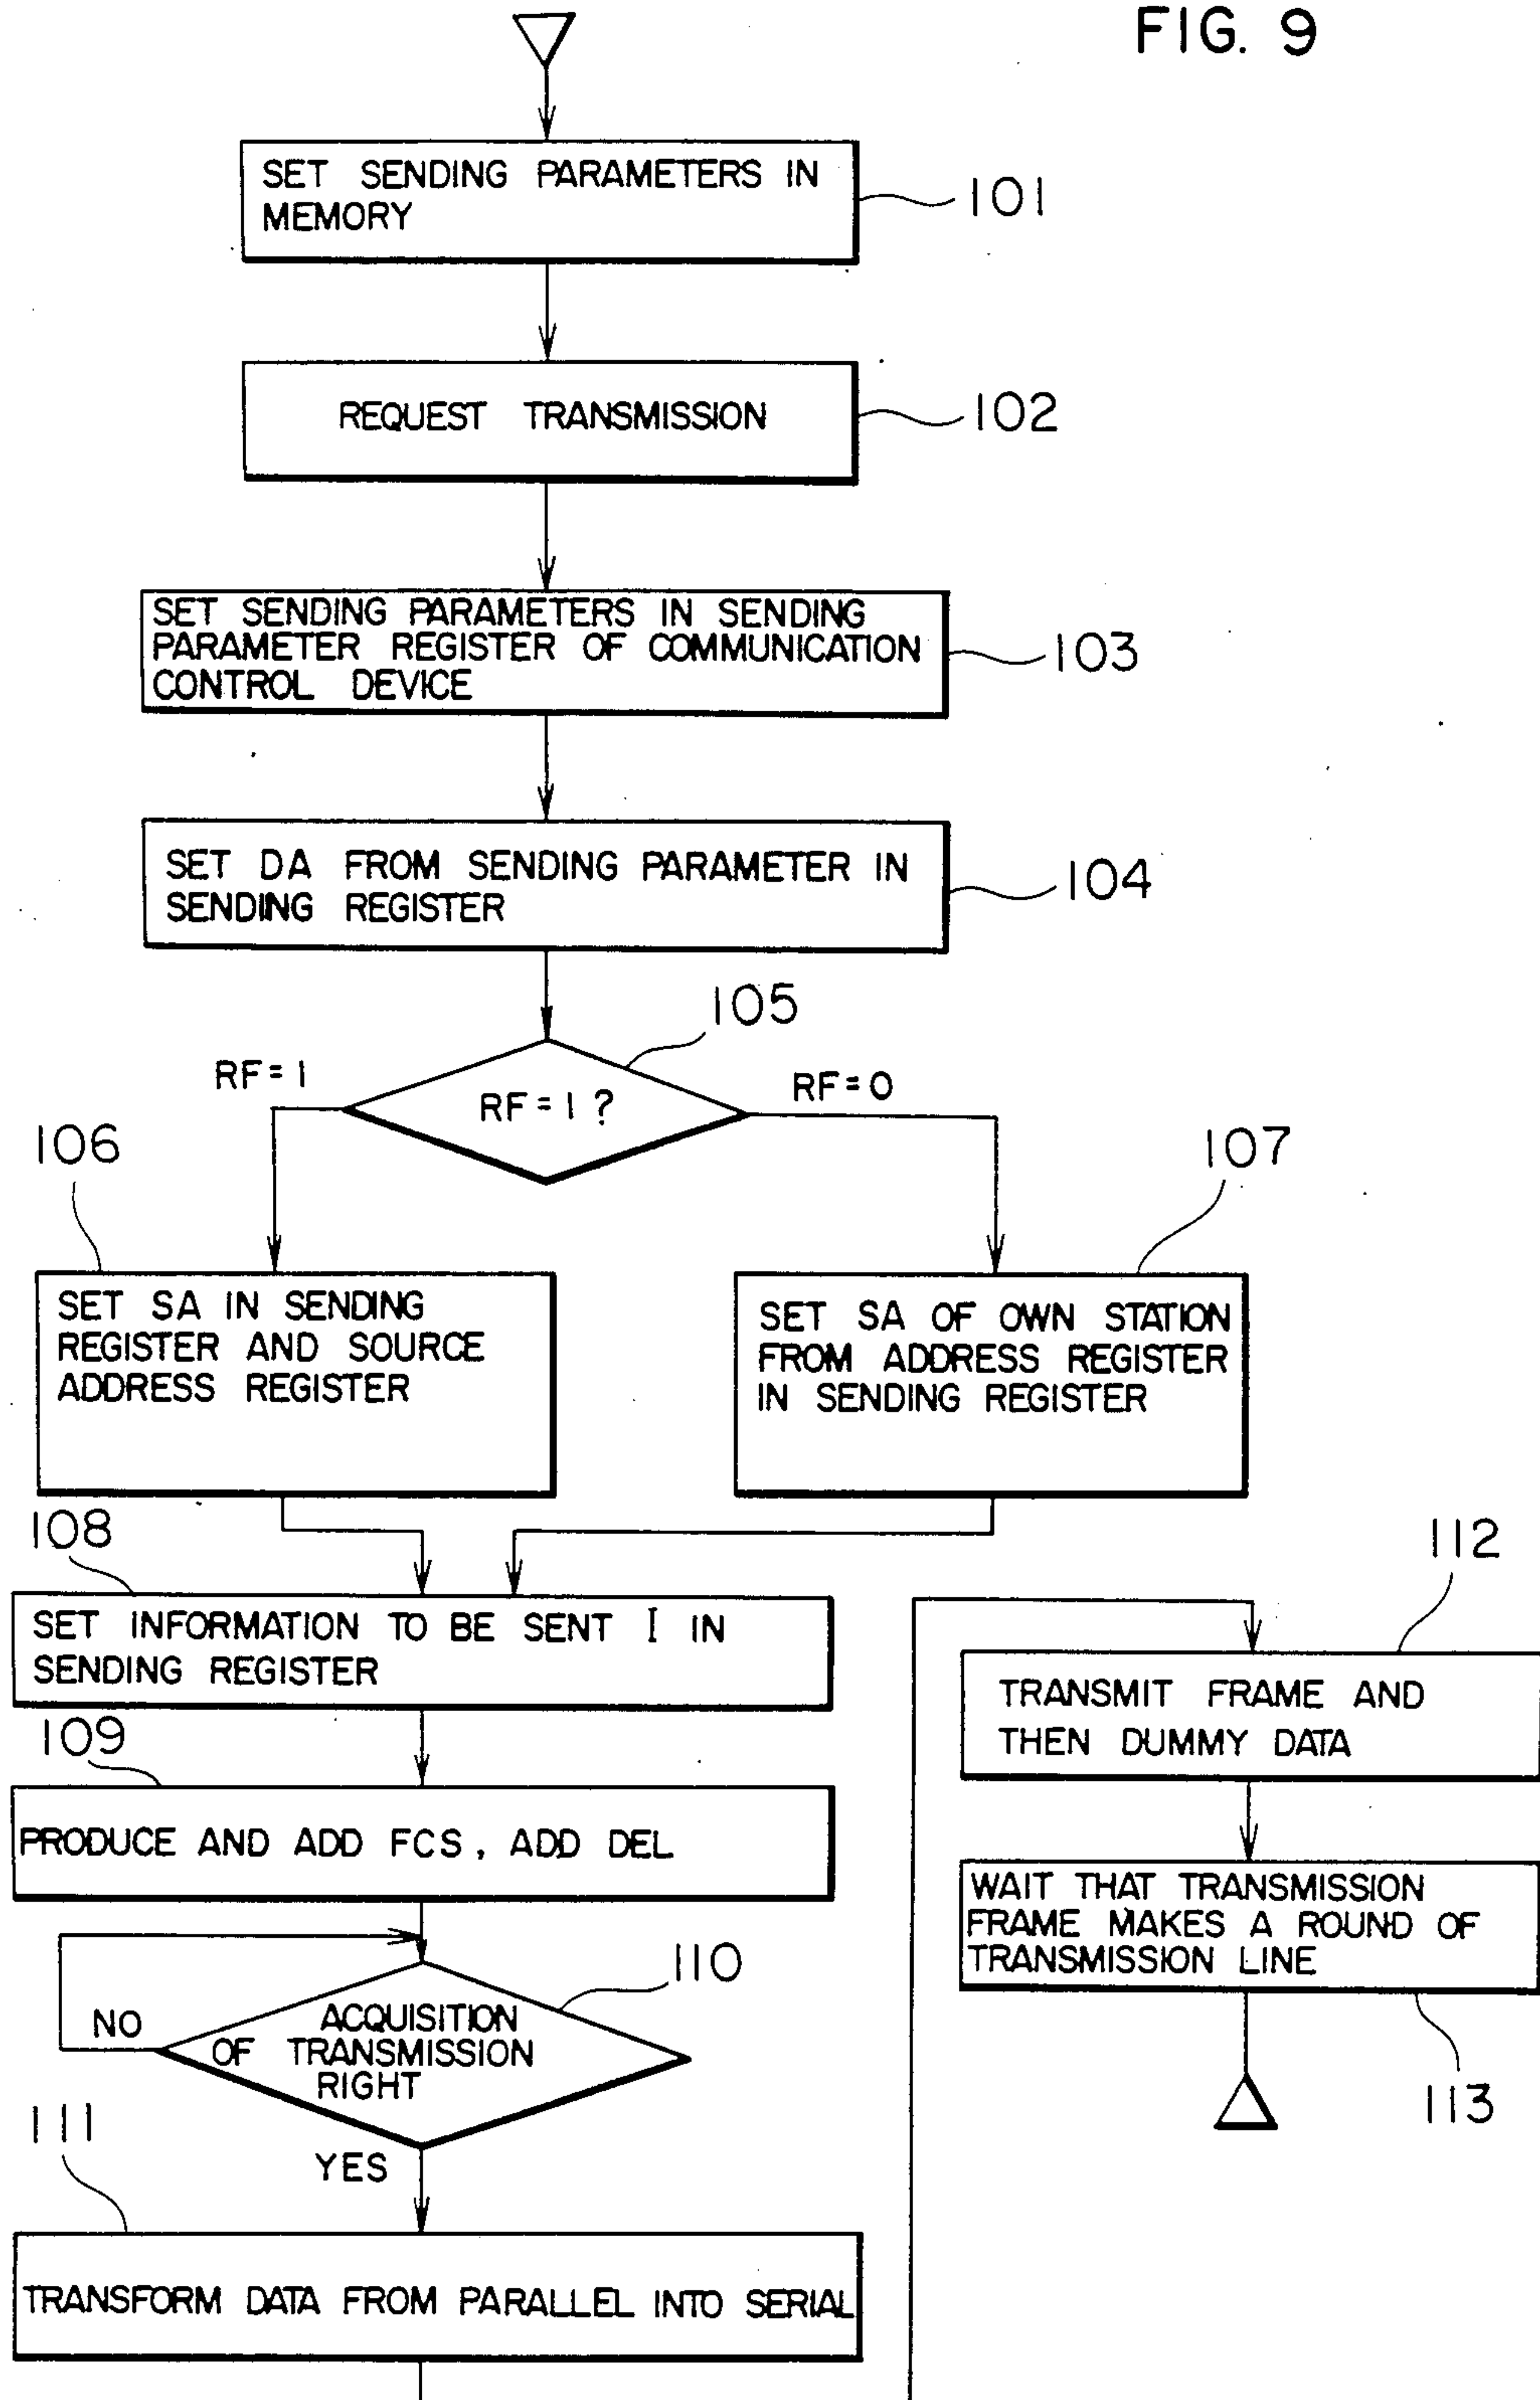 FIG. 9
SET SENDING PARAMETERS IN
MEMORY
101
REQUEST TRANSMISSION
102
SET SENDING PARAMETERS IN SENDING
PARAMETER REGISTER OF COMMUNICATION
CONTROL DEVICE
103
SET DA FROM SENDING PARAMETER IN
SENDING REGISTER
104
105
RF=1
RF=1?
RF=0
106
107
SET SA IN SENDING
REGISTER AND SOURCE
ADDRESS REGISTER
SET SA OF OWN STATION
FROM ADDRESS REGISTER
IN SENDING REGISTER
108
SET INFORMATION TO BE SENT I IN
SENDING REGISTER
109
PRODUCE AND ADD FCS, ADD DEL
110
NO
ACQUISITION
OF TRANSMISSION
RIGHT
YES
111
TRANSFORM DATA FROM PARALLEL INTO SERIAL
112
TRANSMIT FRAME AND
THEN DUMMY DATA
WAIT THAT TRANSMISSION
FRAME MAKES A ROUND OF
TRANSMISSION LINE
113